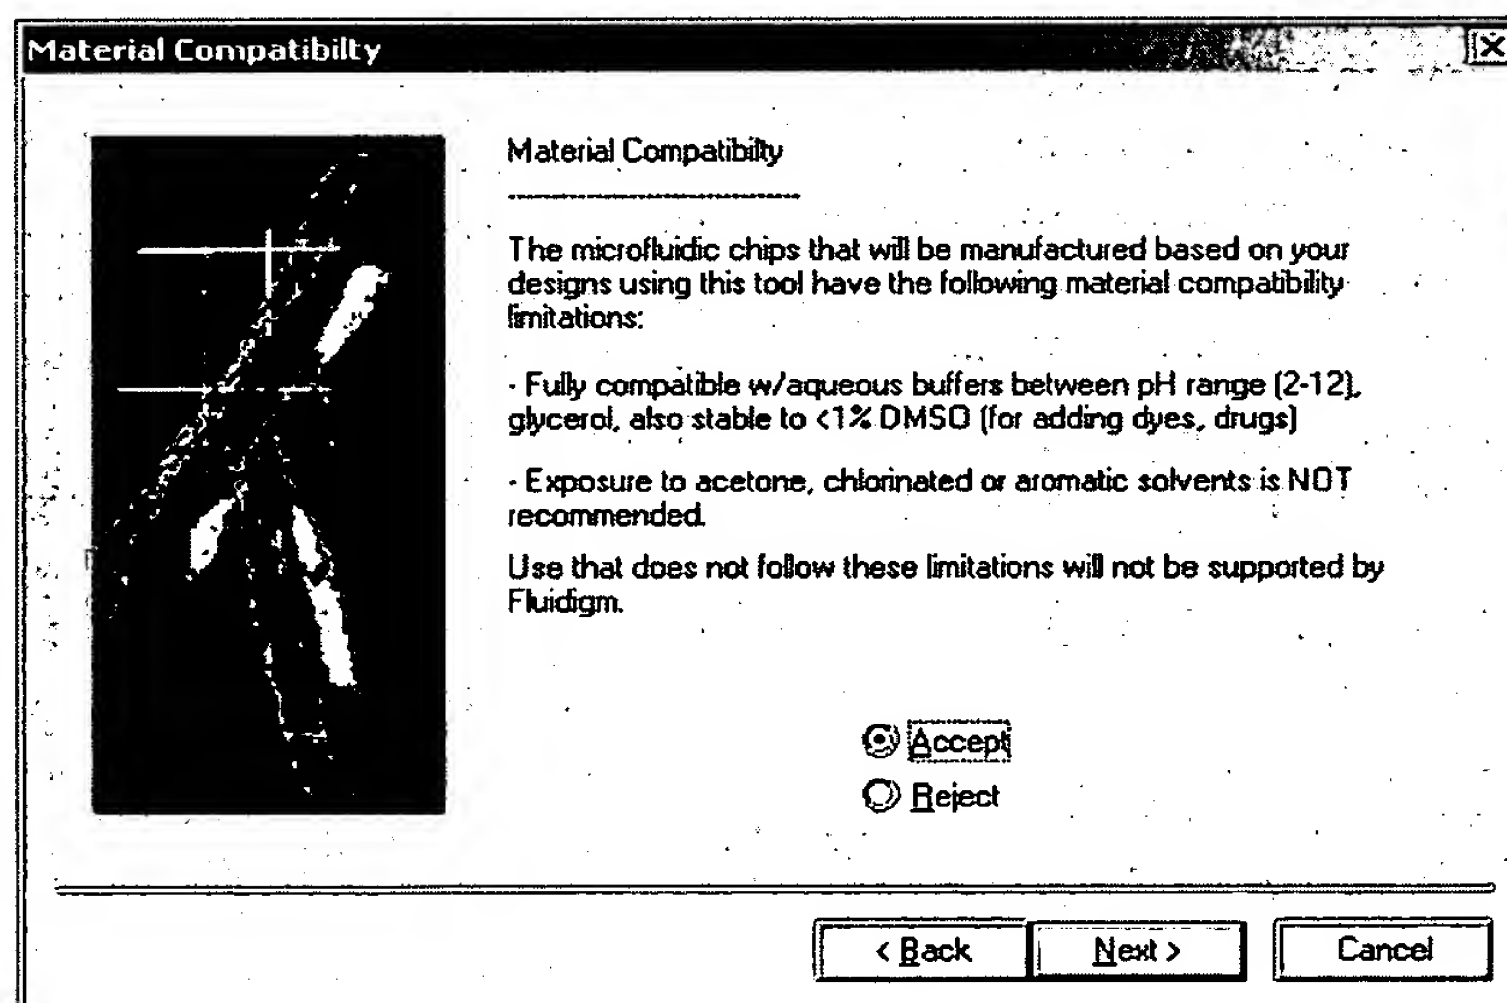 Material Compatibilty
Material Compatibilty
The microfluidic chips that will be manufactured based on your
designs using this tool have the following material compatibility
limitations:
- Fully compatible w/aqueous buffers between pH range (2-12),
glycerol, also stable to <1% DMSO (for adding dyes, drugs)
- Exposure to acetone, chlorinated or aromatic solvents is NOT
recommended.
Use that does not follow these limitations will not be supported by
Fluidigm.
Accept
Reject
< Back Next > Cancel